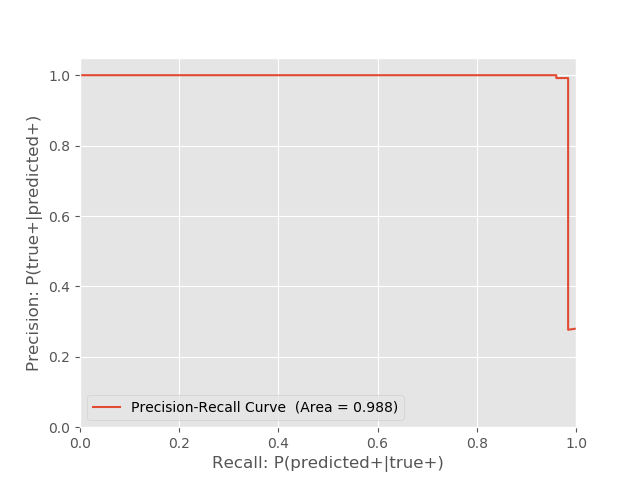 1.0
0.8
0.6
0.4
0.2
0.0
Precision: P(true+|predicted+)
Precision-Recall Curve  (Area = 0.988)
0.0 0.2 0.4 0.6 0.8 1.0
Recall: P(predicted+|true+)